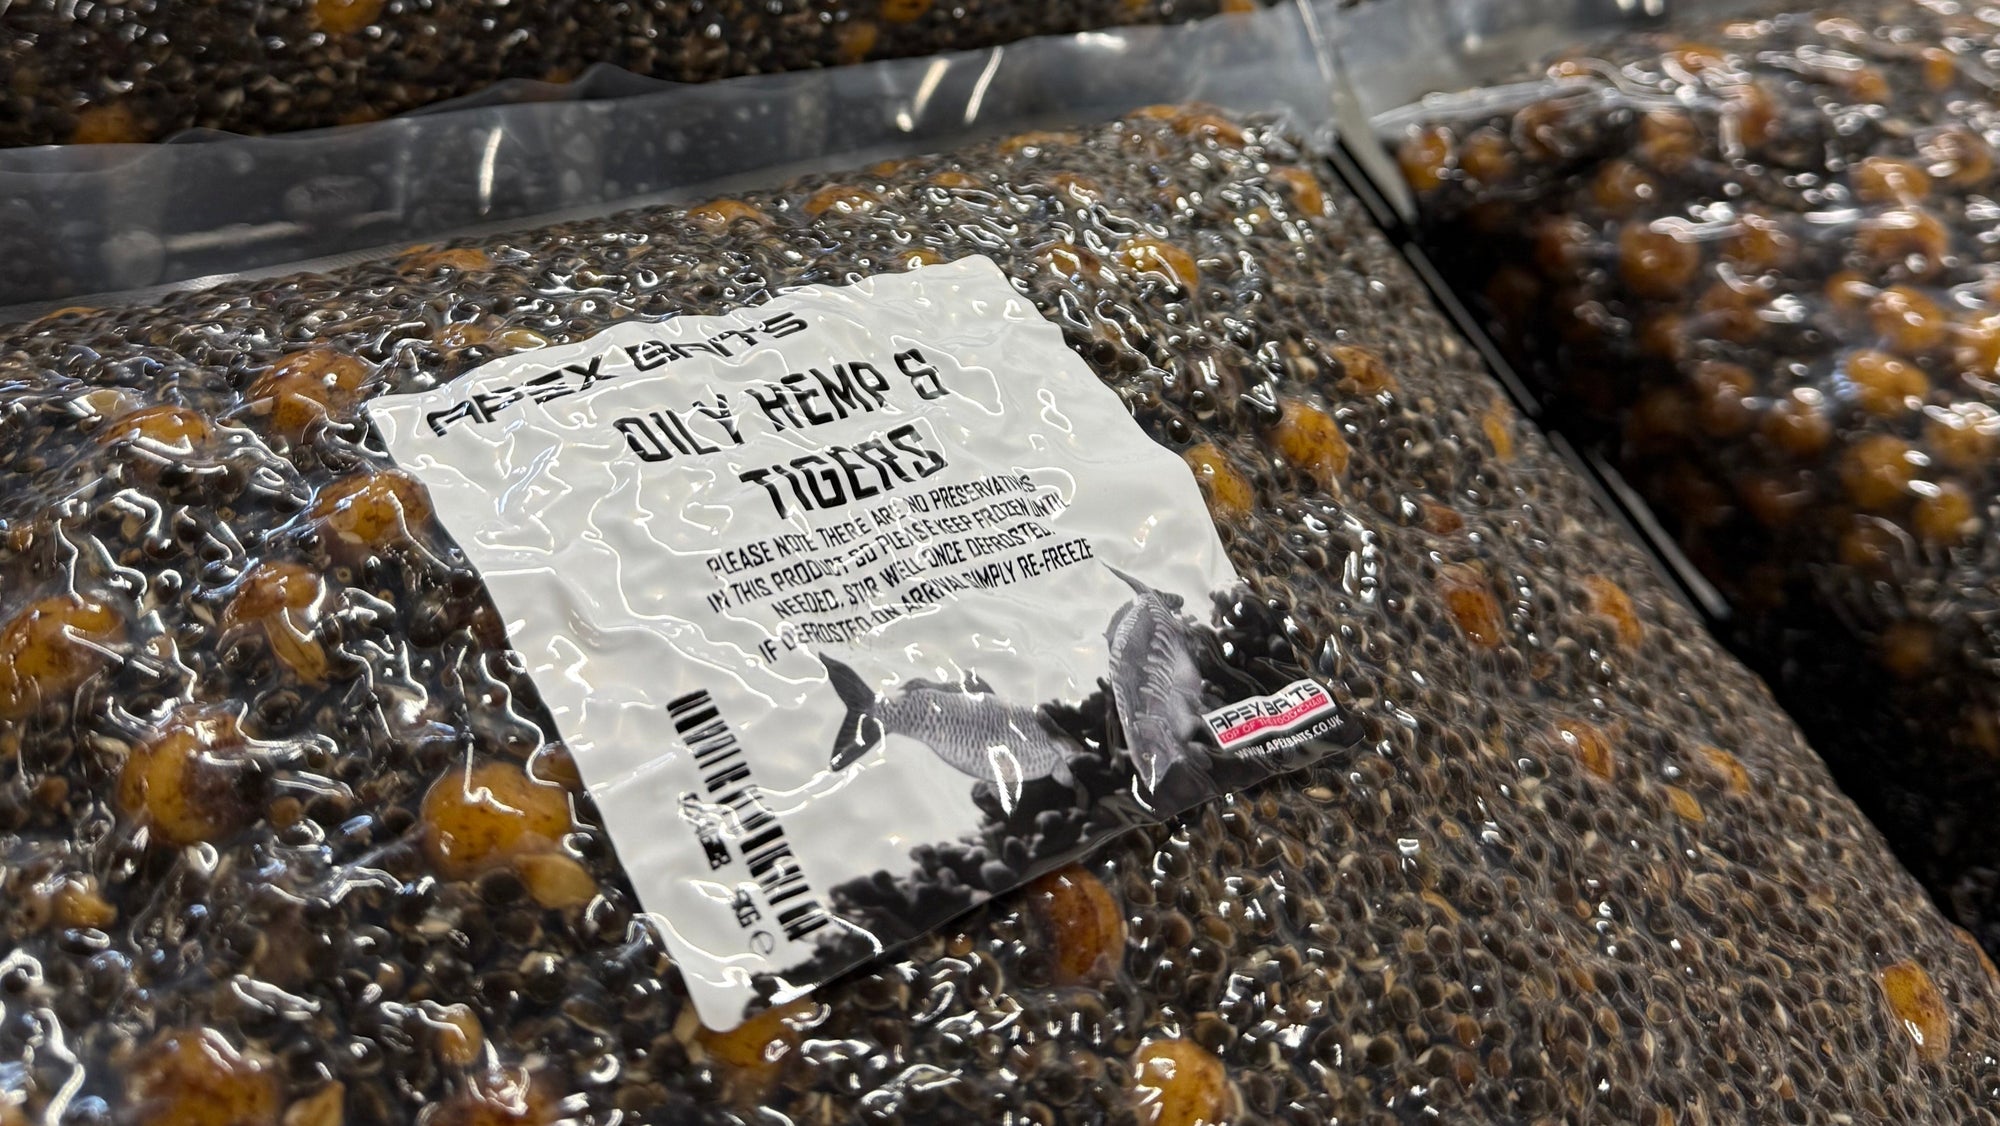 APEX BAITS
OILY HEMP &
TIGERS
PLEASE NOTE THERE ARE NO PRESERVATIVES
IN THIS PRODUCT SO PLEASE KEEP FROZEN UNTIL
NEEDED, STIR WELL ONCE DEFROSTED.
IF DEFROSTED ON ARRIVAL SIMPLY RE-FREEZE
APEX BAITS
TOP OF THE FOOD CHAIN
WWW.APEXBAITS.CO.UK